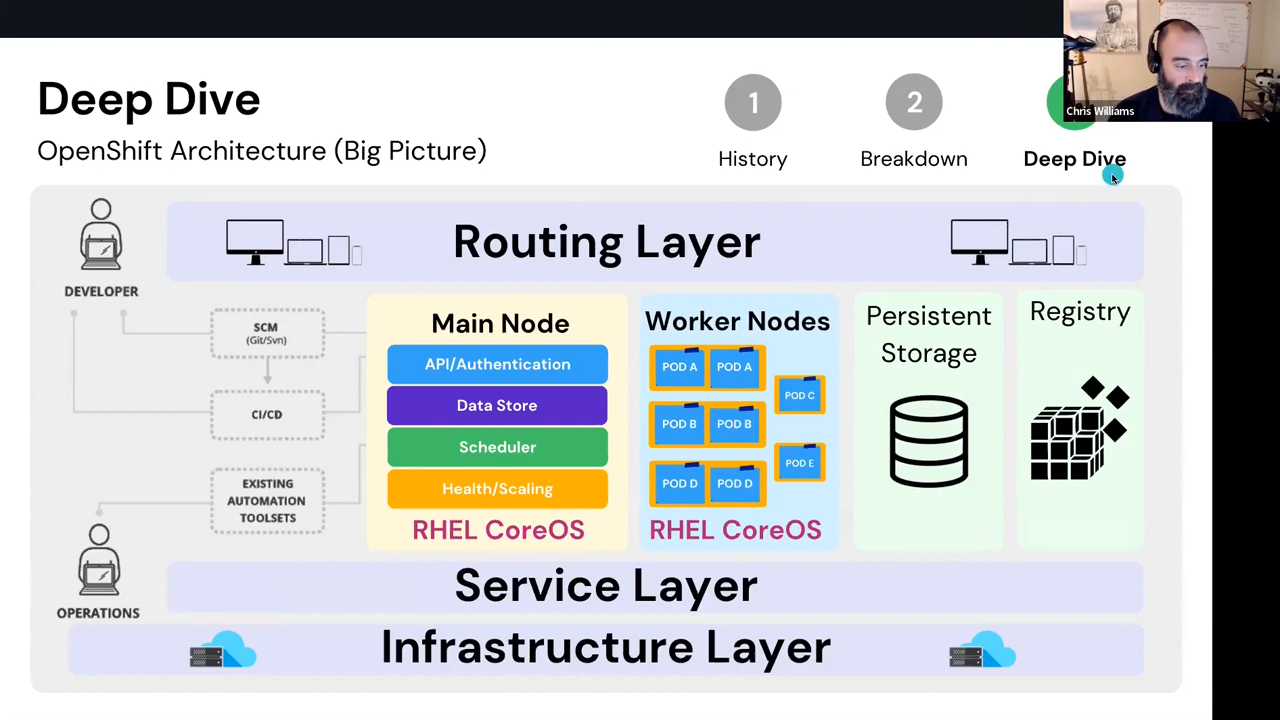 Deep Dive
OpenShift Architecture (Big Picture)
1
2
History
Breakdown
Deep Dive
Chris Williams
DEVELOPER
Routing Layer
SCM
(Git/Svn)
CI/CD
EXISTING
AUTOMATION
TOOLSETS
OPERATIONS
Main Node
API/Authentication
Data Store
Scheduler
Health/Scaling
RHEL CoreOS
Worker Nodes
POD A
POD A
POD C
POD B
POD B
POD E
POD D
POD D
RHEL CoreOS
Persistent
Storage
Registry
Service Layer
Infrastructure Layer